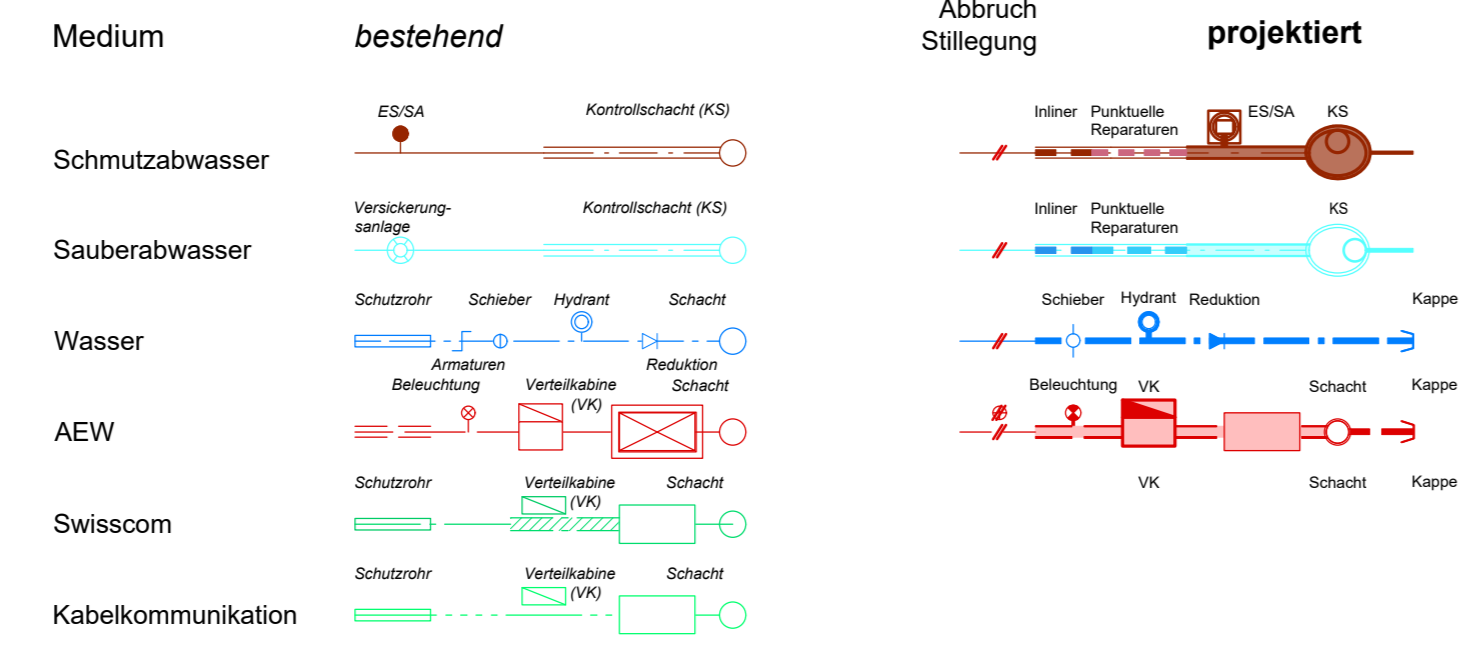 Medium
bestehend
Abbruch
Stillegung
projektiert
ES/SA
Kontrollschacht (KS)
Inliner
Punktuelle
Reparaturen
ES/SA
KS
Schmutzabwasser
Versickerung-
sanlage
Kontrollschacht (KS)
Inliner
Punktuelle
Reparaturen
KS
Sauberabwasser
Schutzrohr
Schieber
Hydrant
Schacht
Schieber
Hydrant
Reduktion
Kappe
Wasser
Armaturen
Reduktion
Beleuchtung
Verteilkabine
(VK)
Schacht
Beleuchtung
VK
Schacht
Kappe
AEW
Schutzrohr
Verteilkabine
(VK)
Schacht
VK
Schacht
Kappe
Swisscom
Schutzrohr
Verteilkabine
(VK)
Schacht
Kabelkommunikation